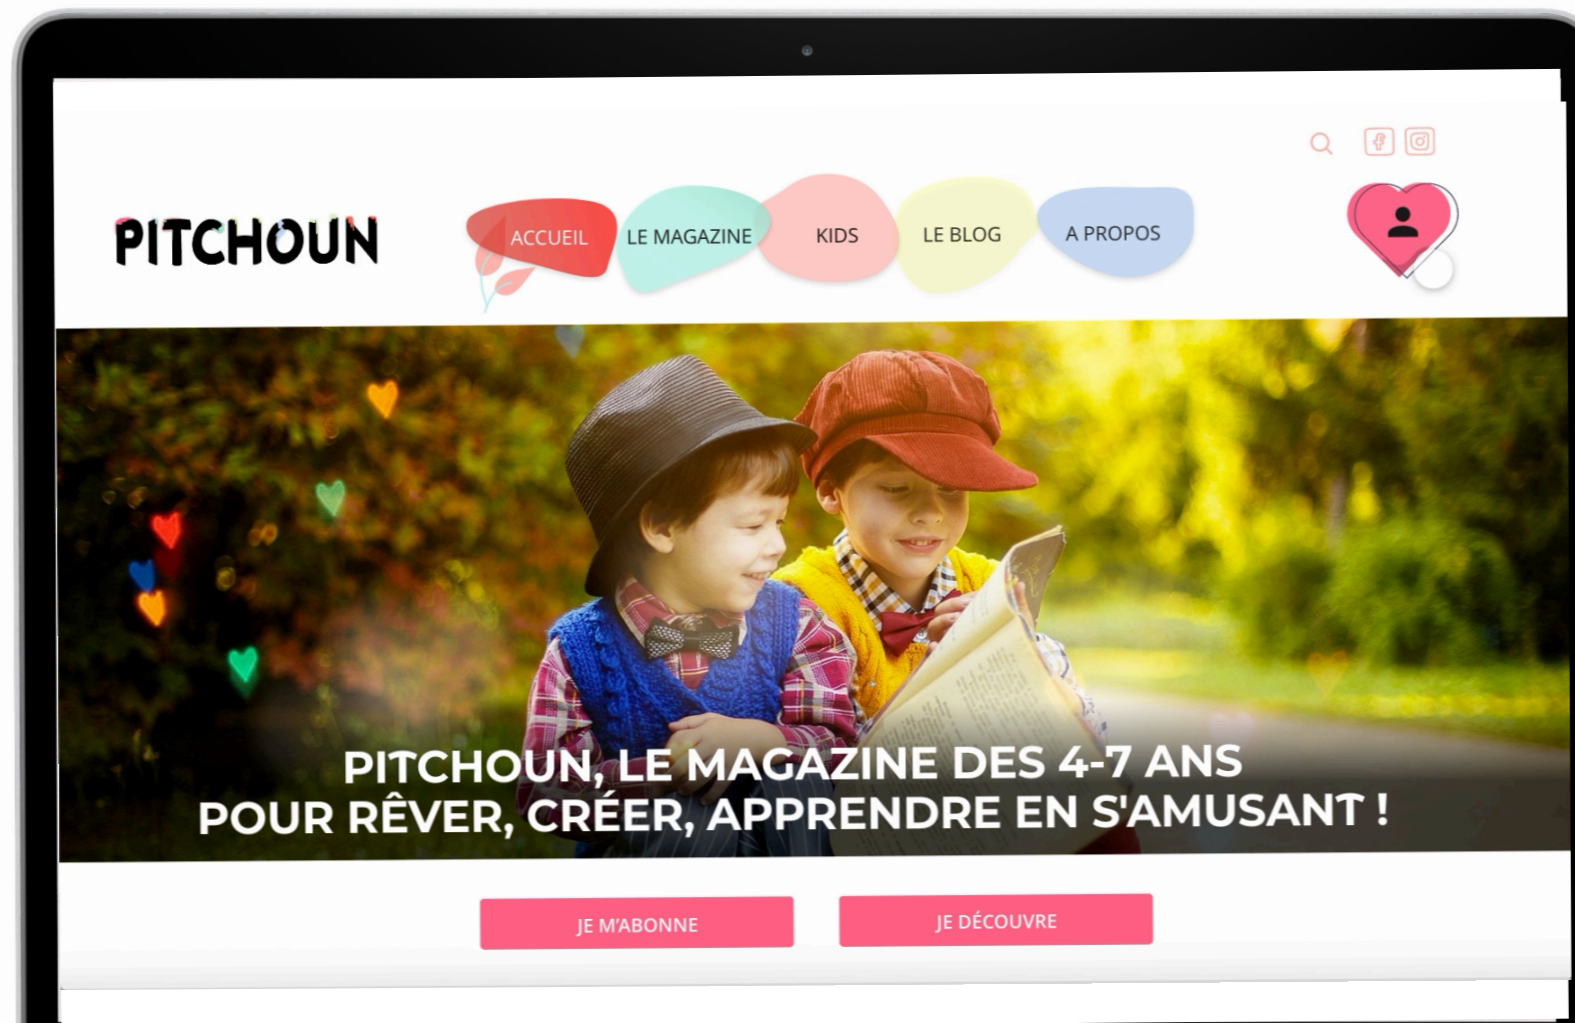 PITCHOUN
ACCUEIL
LE MAGAZINE
KIDS
LE BLOG
A PROPOS
PITCHOUN, LE MAGAZINE DES 4-7 ANS
POUR RÊVER, CRÉER, APPRENDRE EN S'AMUSANT !
JE M'ABONNE
JE DÉCOUVRE